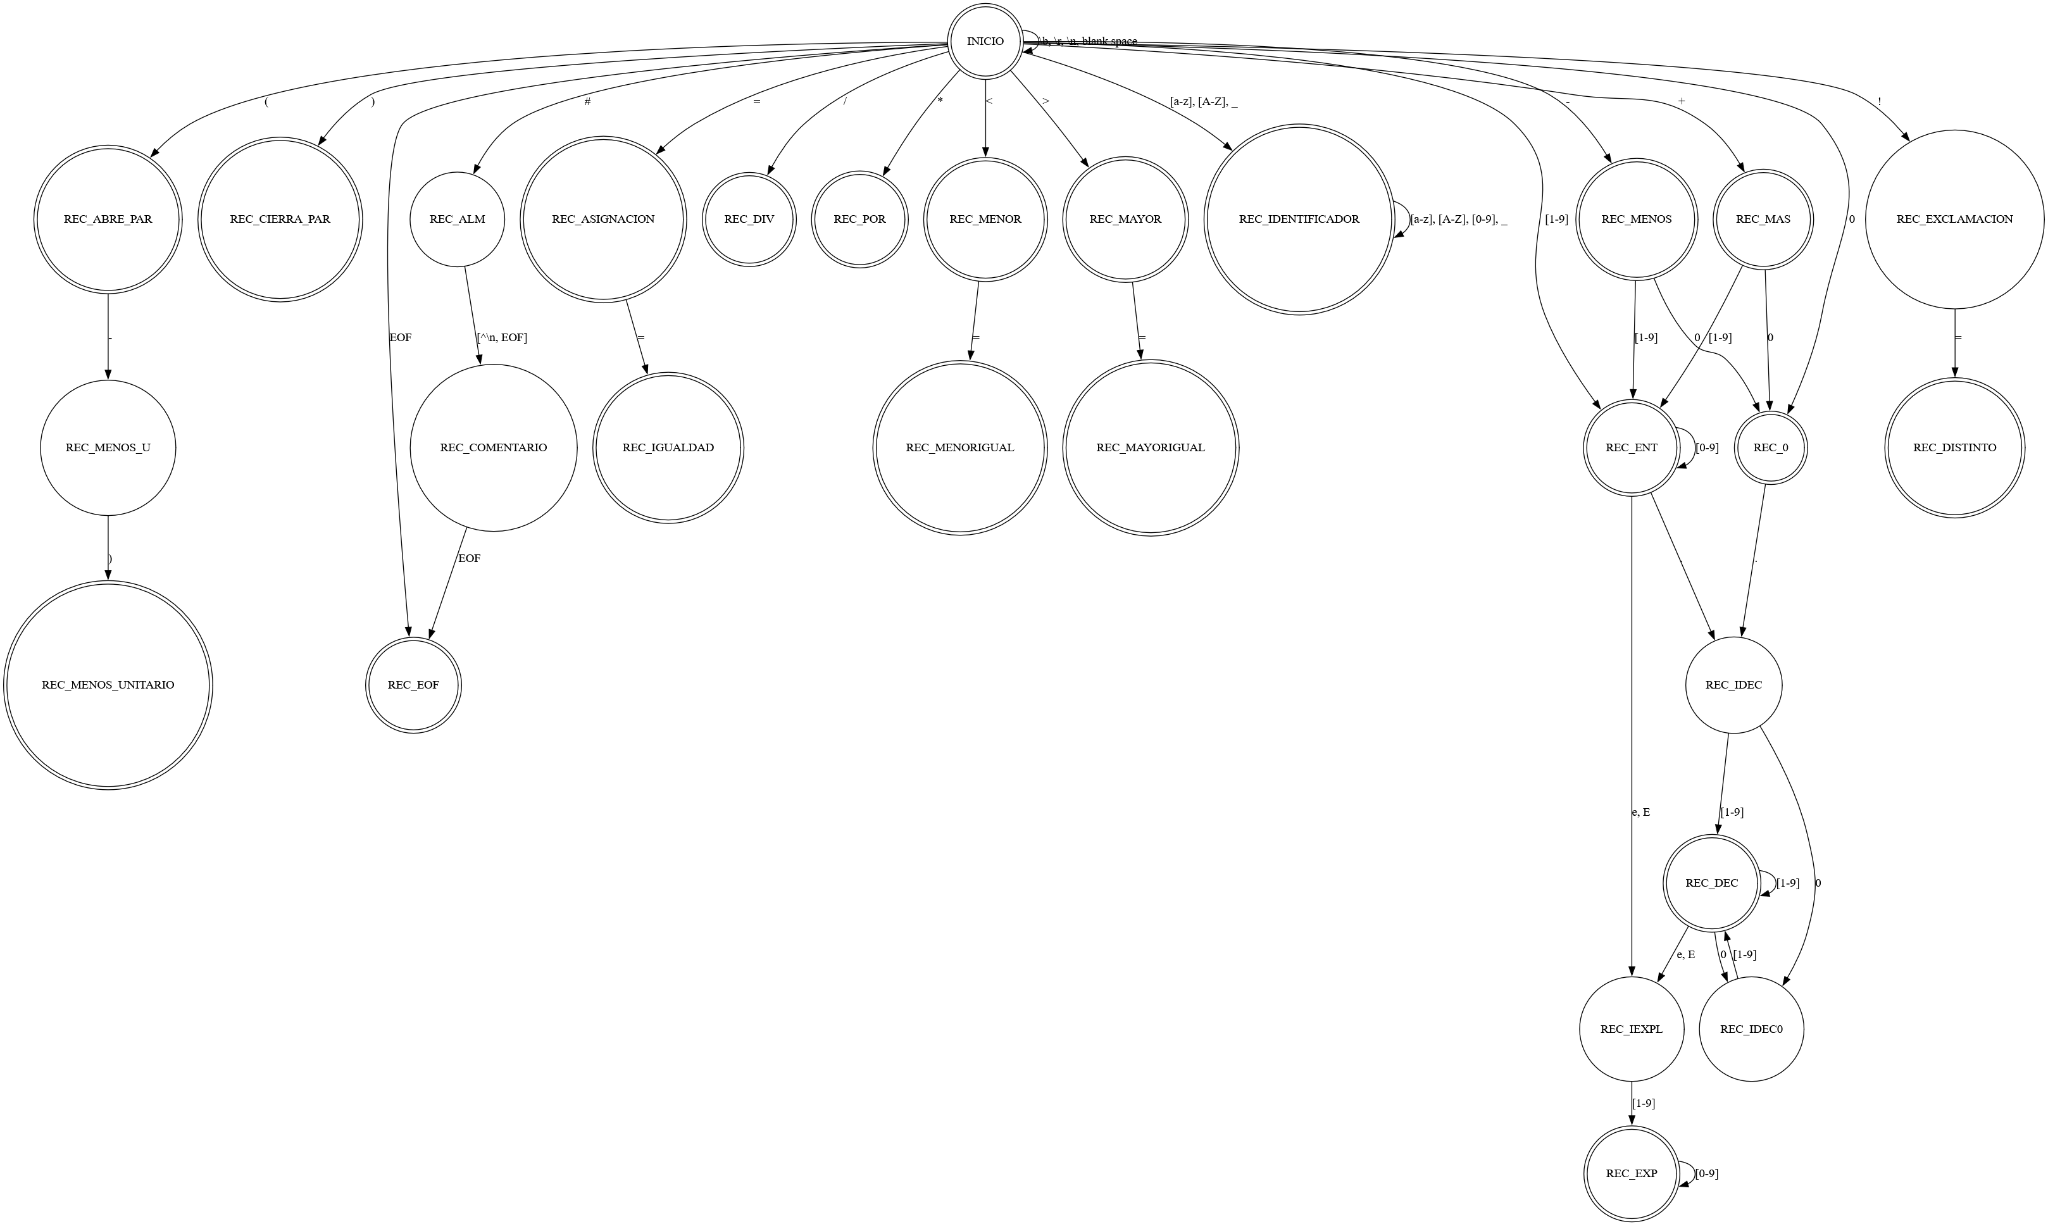 INICIO
\b, \r, \n, blank space
(
)
#
=
/
*
<
>
[a-z], [A-Z], _
-
+
!
REC_ABRE_PAR
REC_CIERRA_PAR
REC_ALM
REC_ASIGNACION
REC_DIV
REC_POR
REC_MENOR
REC_MAYOR
REC_IDENTIFICADOR
[a-z], [A-Z], [0-9], _
[1-9]
REC_MENOS
REC_MAS
0
REC_EXCLAMACION
-
EOF
[^\n, EOF]
=
=
=
[1-9]
0
[1-9]
0
=
REC_MENOS_U
REC_COMENTARIO
REC_IGUALDAD
REC_MENORIGUAL
REC_MAYORIGUAL
REC_ENT
[0-9]
REC_0
REC_DISTINTO
)
EOF
.
REC_MENOS_UNITARIO
REC_EOF
REC_IDEC
e, E
[1-9]
REC_DEC
[1-9]
0
e, E
0
[1-9]
REC_IEXPL
REC_IDEC0
[1-9]
REC_EXP
[0-9]